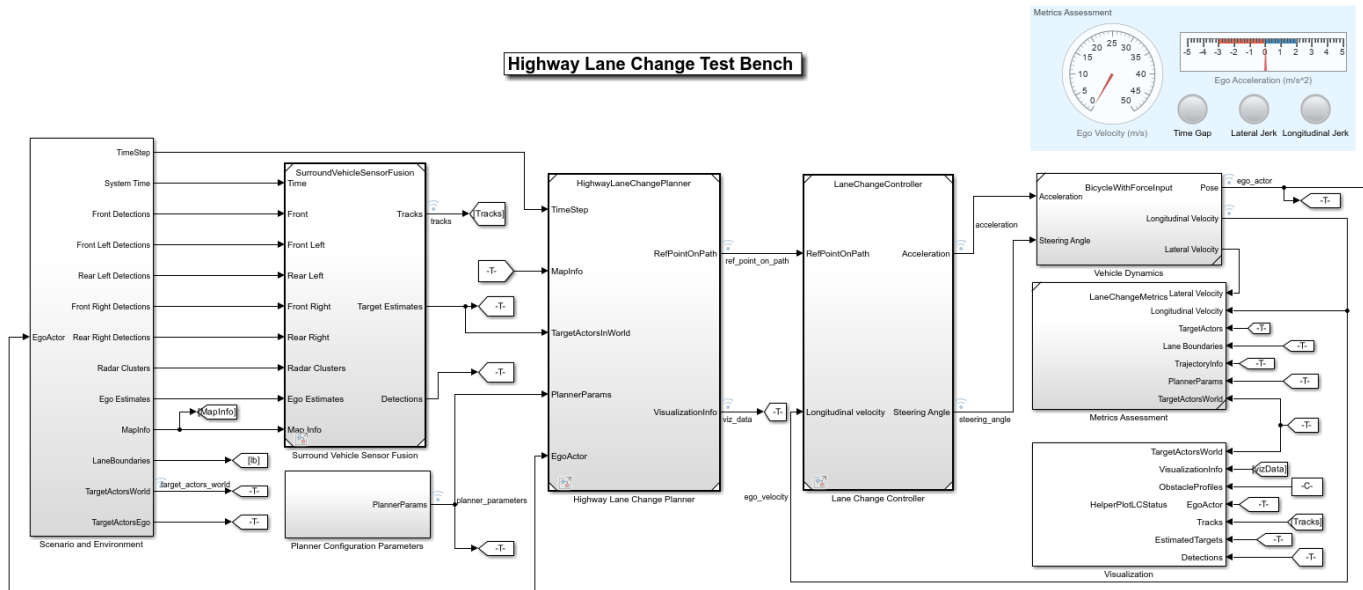 Metrics Assessment
0
5
10
15
20
25
30
35
40
45
50
Ego Velocity (m/s)
-5 -4 -3 -2 -1 0 1 2 3 4 5
Ego Acceleration (m/s^2)
Time Gap
Lateral Jerk
Longitudinal Jerk
Highway Lane Change Test Bench
EgoActor
TimeStep
System Time
Front Detections
Front Left Detections
Rear Left Detections
Front Right Detections
Rear Right Detections
Radar Clusters
Ego Estimates
MapInfo
LaneBoundaries
TargetActorsWorld
TargetActorsEgo
Scenario and Environment
[MapInfo]
[lb]
target_actors_world
-T-
-T-
SurroundVehicleSensorFusion
Time
Front
Front Left
Rear Left
Front Right
Rear Right
Radar Clusters
Ego Estimates
Map Info
Tracks
Target Estimates
Detections
Surround Vehicle Sensor Fusion
tracks
[Tracks]
-T-
-T-
-T-
PlannerParams
Planner Configuration Parameters
planner_parameters
-T-
HighwayLaneChangePlanner
TimeStep
MapInfo
TargetActorsInWorld
PlannerParams
EgoActor
RefPointOnPath
VisualizationInfo
Highway Lane Change Planner
ref_point_on_path
viz_data
-T-
ego_velocity
LaneChangeController
RefPointOnPath
Longitudinal velocity
Acceleration
Steering Angle
Lane Change Controller
acceleration
steering_angle
BicycleWithForceInput
Acceleration
Steering Angle
Pose
Longitudinal Velocity
Lateral Velocity
Vehicle Dynamics
ego_actor
-T-
LaneChangeMetrics
Lateral Velocity
Longitudinal Velocity
TargetActors
-T-
Lane Boundaries
-T-
TrajectoryInfo
-T-
PlannerParams
-T-
TargetActorsWorld
Metrics Assessment
-T-
HelperPlotLCStatus
TargetActorsWorld
VisualizationInfo
[vizData]
ObstacleProfiles
-C-
EgoActor
-T-
Tracks
[Tracks]
EstimatedTargets
-T-
Detections
-T-
Visualization